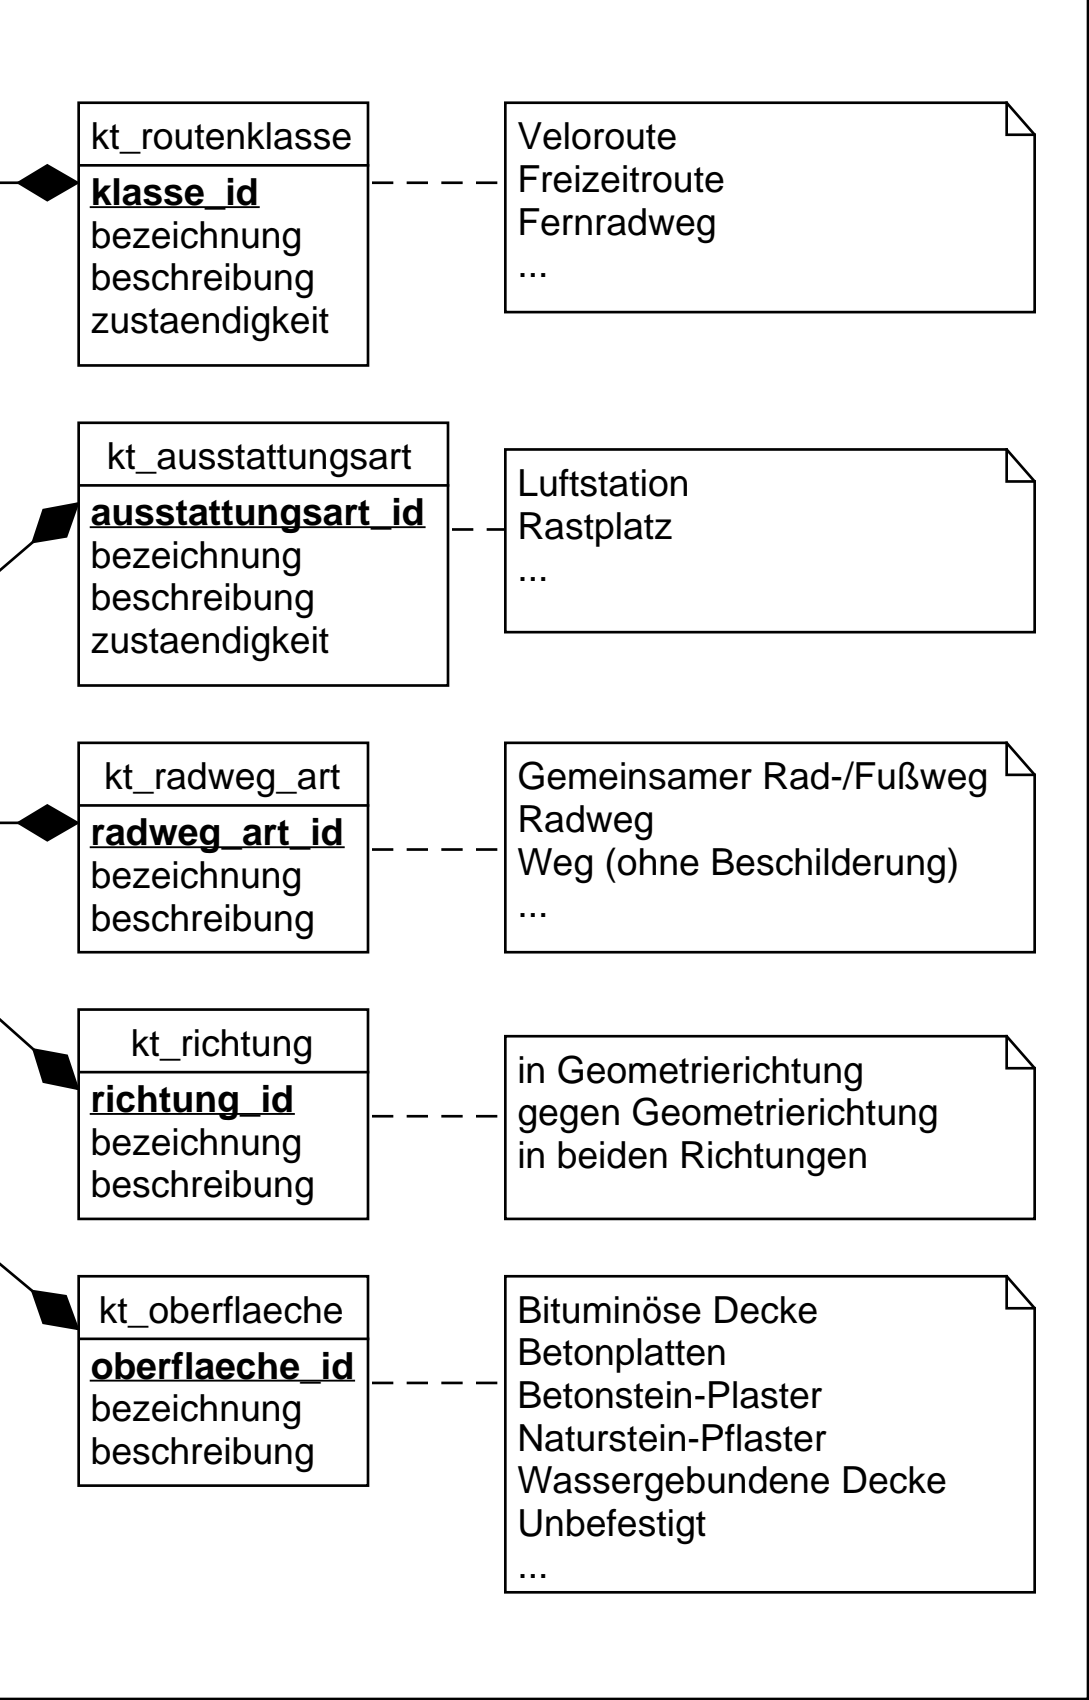 kt_routenklasse
klasse_id
bezeichnung
beschreibung
zustaendigkeit
Veloroute
Freizeitroute
Fernradweg
...
kt_ausstattungsart
ausstattungsart_id
bezeichnung
beschreibung
zustaendigkeit
Luftstation
Rastplatz
...
kt_radweg_art
radweg_art_id
bezeichnung
beschreibung
Gemeinsamer Rad-/Fußweg
Radweg
Weg (ohne Beschilderung)
...
kt_richtung
richtung_id
bezeichnung
beschreibung
in Geometrierichtung
gegen Geometrierichtung
in beiden Richtungen
kt_oberflaeche
oberflaeche_id
bezeichnung
beschreibung
Bituminöse Decke
Betonplatten
Betonstein-Plaster
Naturstein-Pflaster
Wassergebundene Decke
Unbefestigt
...